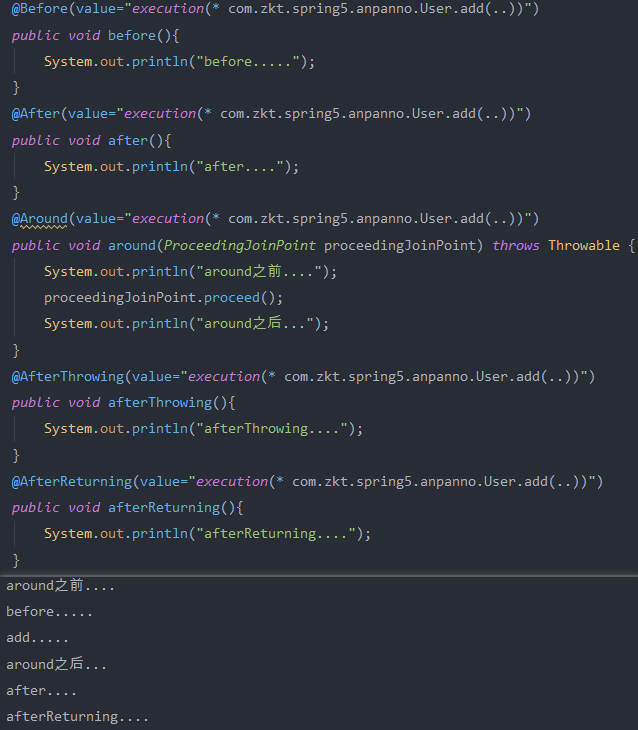 @Before(value="execution(* com.zkt.spring5.anpanno.User.add(..))")
public void before(){
System.out.println("before.....");
}
@After(value="execution(* com.zkt.spring5.anpanno.User.add(..))")
public void after(){
System.out.println("after....");
}
@Around(value="execution(* com.zkt.spring5.anpanno.User.add(..))")
public void around(ProceedingJoinPoint proceedingJoinPoint) throws Throwable {
System.out.println("around之前....");
proceedingJoinPoint.proceed();
System.out.println("around之后...");
}
@AfterThrowing(value="execution(* com.zkt.spring5.anpanno.User.add(..))")
public void afterThrowing(){
System.out.println("afterThrowing....");
}
@AfterReturning(value="execution(* com.zkt.spring5.anpanno.User.add(..))")
public void afterReturning(){
System.out.println("afterReturning....");
}
around之前....
before.....
add.....
around之后...
after....
afterReturning....